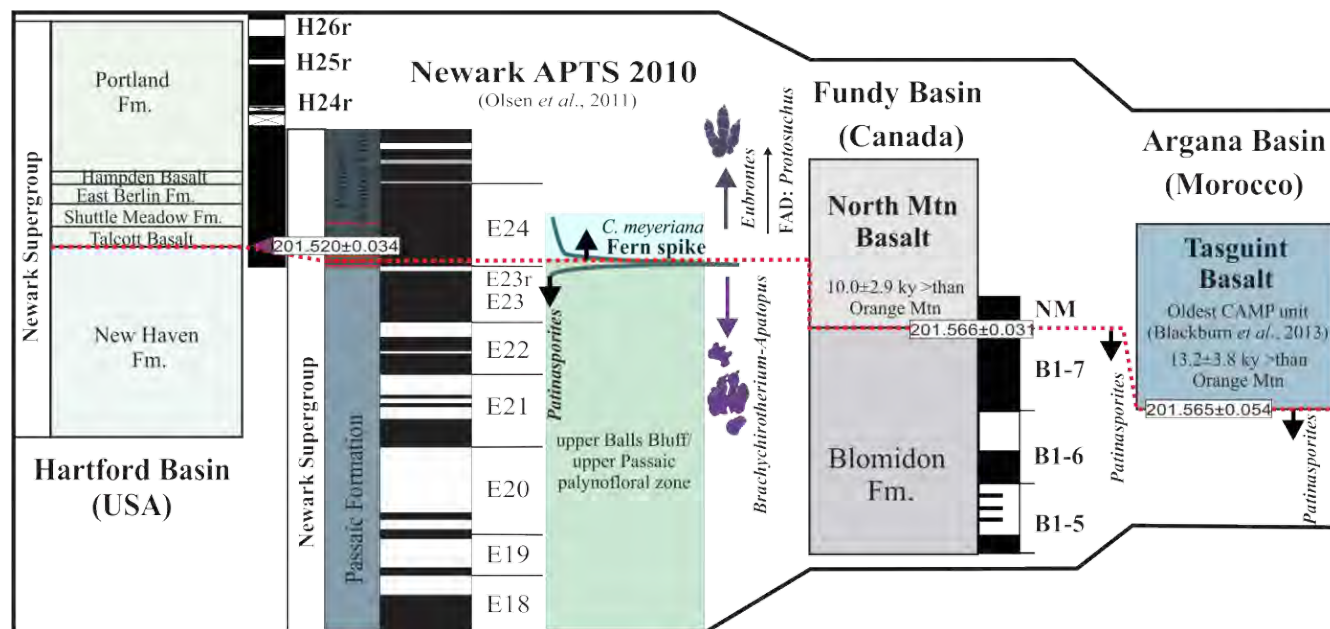 Newark Supergroup
Portland
Fm.
Hampden Basalt
East Berlin Fm.
Shuttle Meadow Fm.
Talcott Basalt
New Haven
Fm.
Hartford Basin
(USA)
H26r
H25r
H24r
201.520±0.034
Newark APTS 2010
(Olsen et al., 2011)
Newark Supergroup
Passaic Formation
E24
E23r
E23
E22
E21
E20
E19
E18
C. meyeriana
Fern spike
Patinasporites
upper Balls Bluff/
upper Passaic
palynofloral zone
Eubrontes
FAD: Protosuchus
Brachychirotherium-Apatopus
Fundy Basin
(Canada)
North Mtn
Basalt
10.0±2.9 ky >than
Orange Mtn
201.566±0.031
Blomidon
Fm.
NM
B1-7
B1-6
B1-5
Patinasporites
Argana Basin
(Morocco)
Tasguint
Basalt
Oldest CAMP unit
(Blackburn et al., 2013)
13.2±3.8 ky >than
Orange Mtn
201.565±0.054
Patinasporites